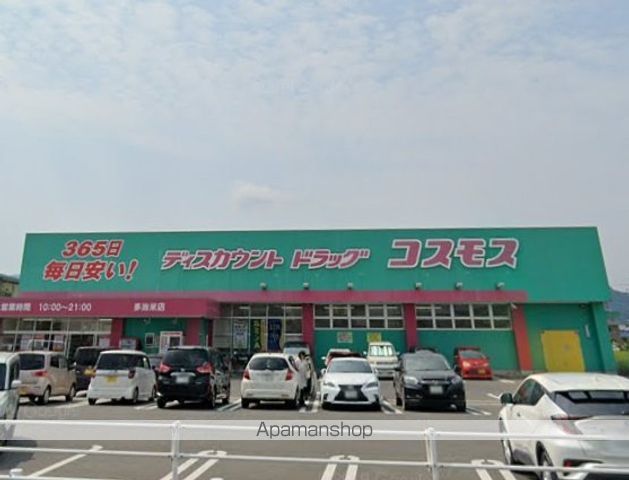 365日
毎日安い!
ディスカウント ドラッグ コスモス
営業時間 10:00~21:00 多治米店
Apamanshop